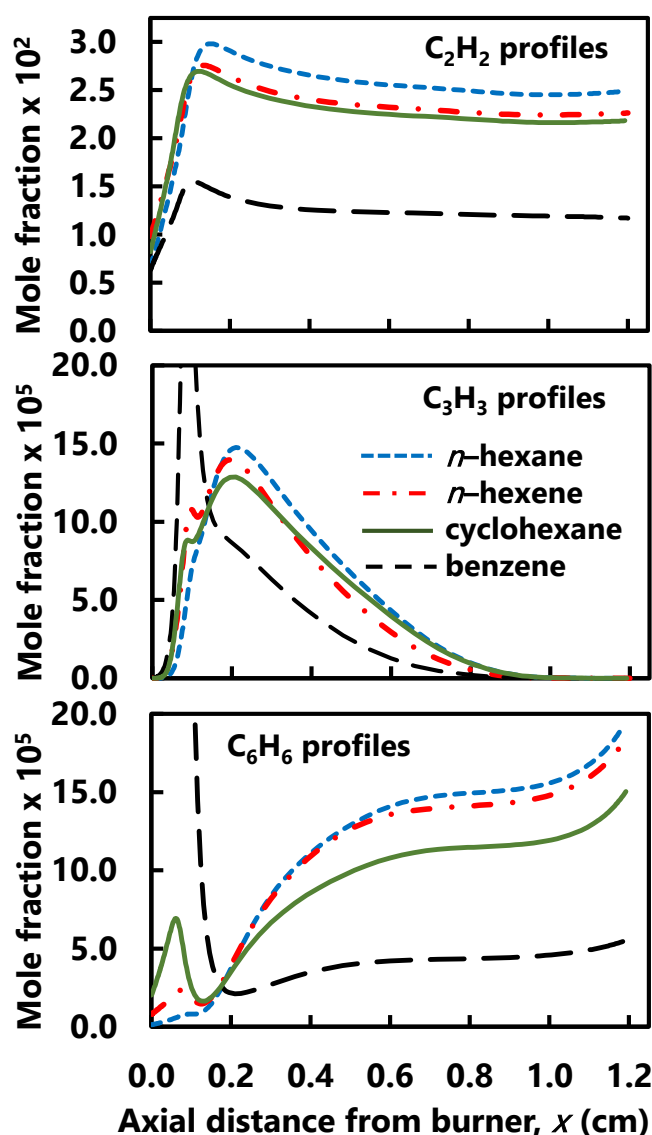 C₂H₂ profiles
Mole fraction x 10²
3.0
2.5
2.0
1.5
1.0
0.5
0.0
C₃H₃ profiles
Mole fraction x 10⁵
20.0
15.0
10.0
5.0
0.0
n–hexane
n–hexene
cyclohexane
benzene
C₆H₆ profiles
Mole fraction x 10⁵
20.0
15.0
10.0
5.0
0.0
0.0 0.2 0.4 0.6 0.8 1.0 1.2
Axial distance from burner, x (cm)